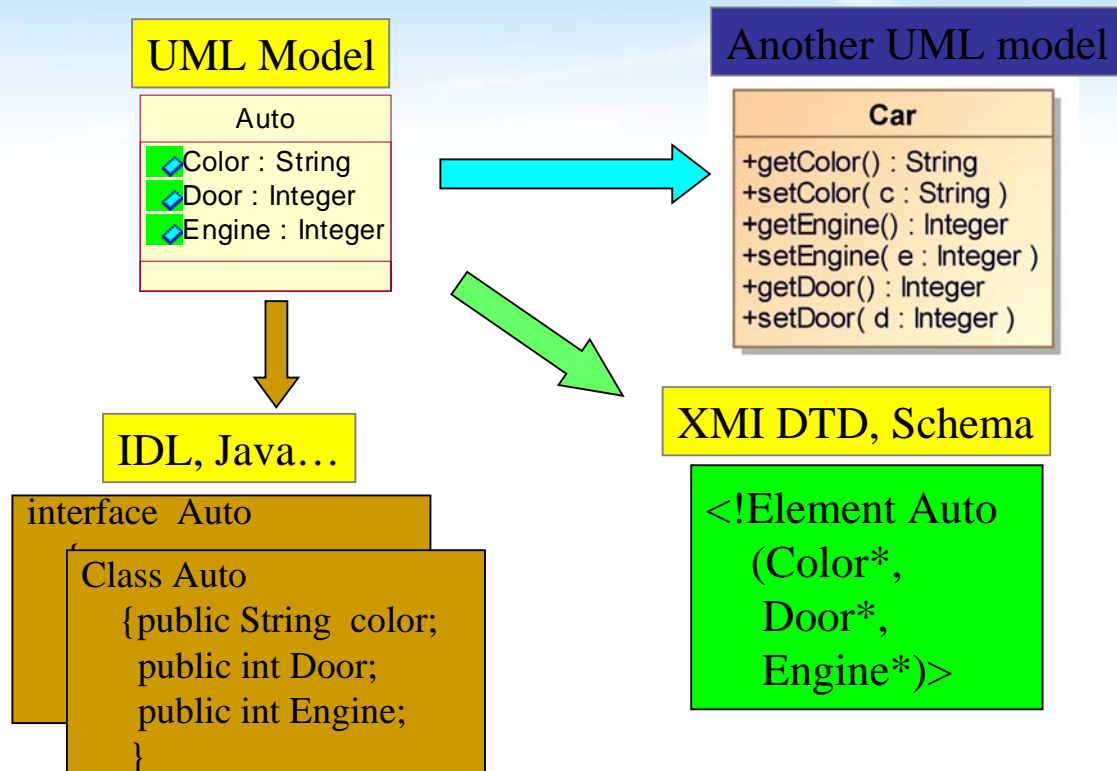 UML Model
Auto
Color : String
Door : Integer
Engine : Integer
Another UML model
Car
+getColor() : String
+setColor( c : String )
+getEngine() : Integer
+setEngine( e : Integer )
+getDoor() : Integer
+setDoor( d : Integer )
IDL, Java…
interface Auto
{
Class Auto
{public String color;
public int Door;
public int Engine;
}
XMI DTD, Schema
<!Element Auto
(Color*,
Door*,
Engine*)>